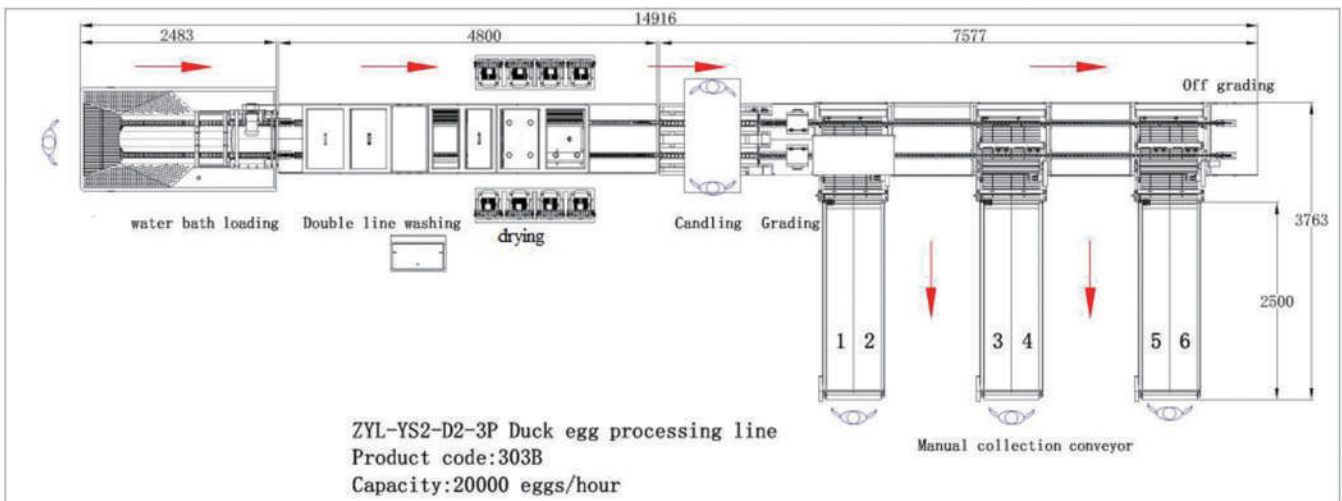 14916
2483
4800
7577
Off grading
water bath loading
Double line washing
drying
Candling
Grading
3763
2500
1 2
3 4
5 6
Manual collection conveyor
ZYL-YS2-D2-3P Duck egg processing line
Product code:303B
Capacity:20000 eggs/hour